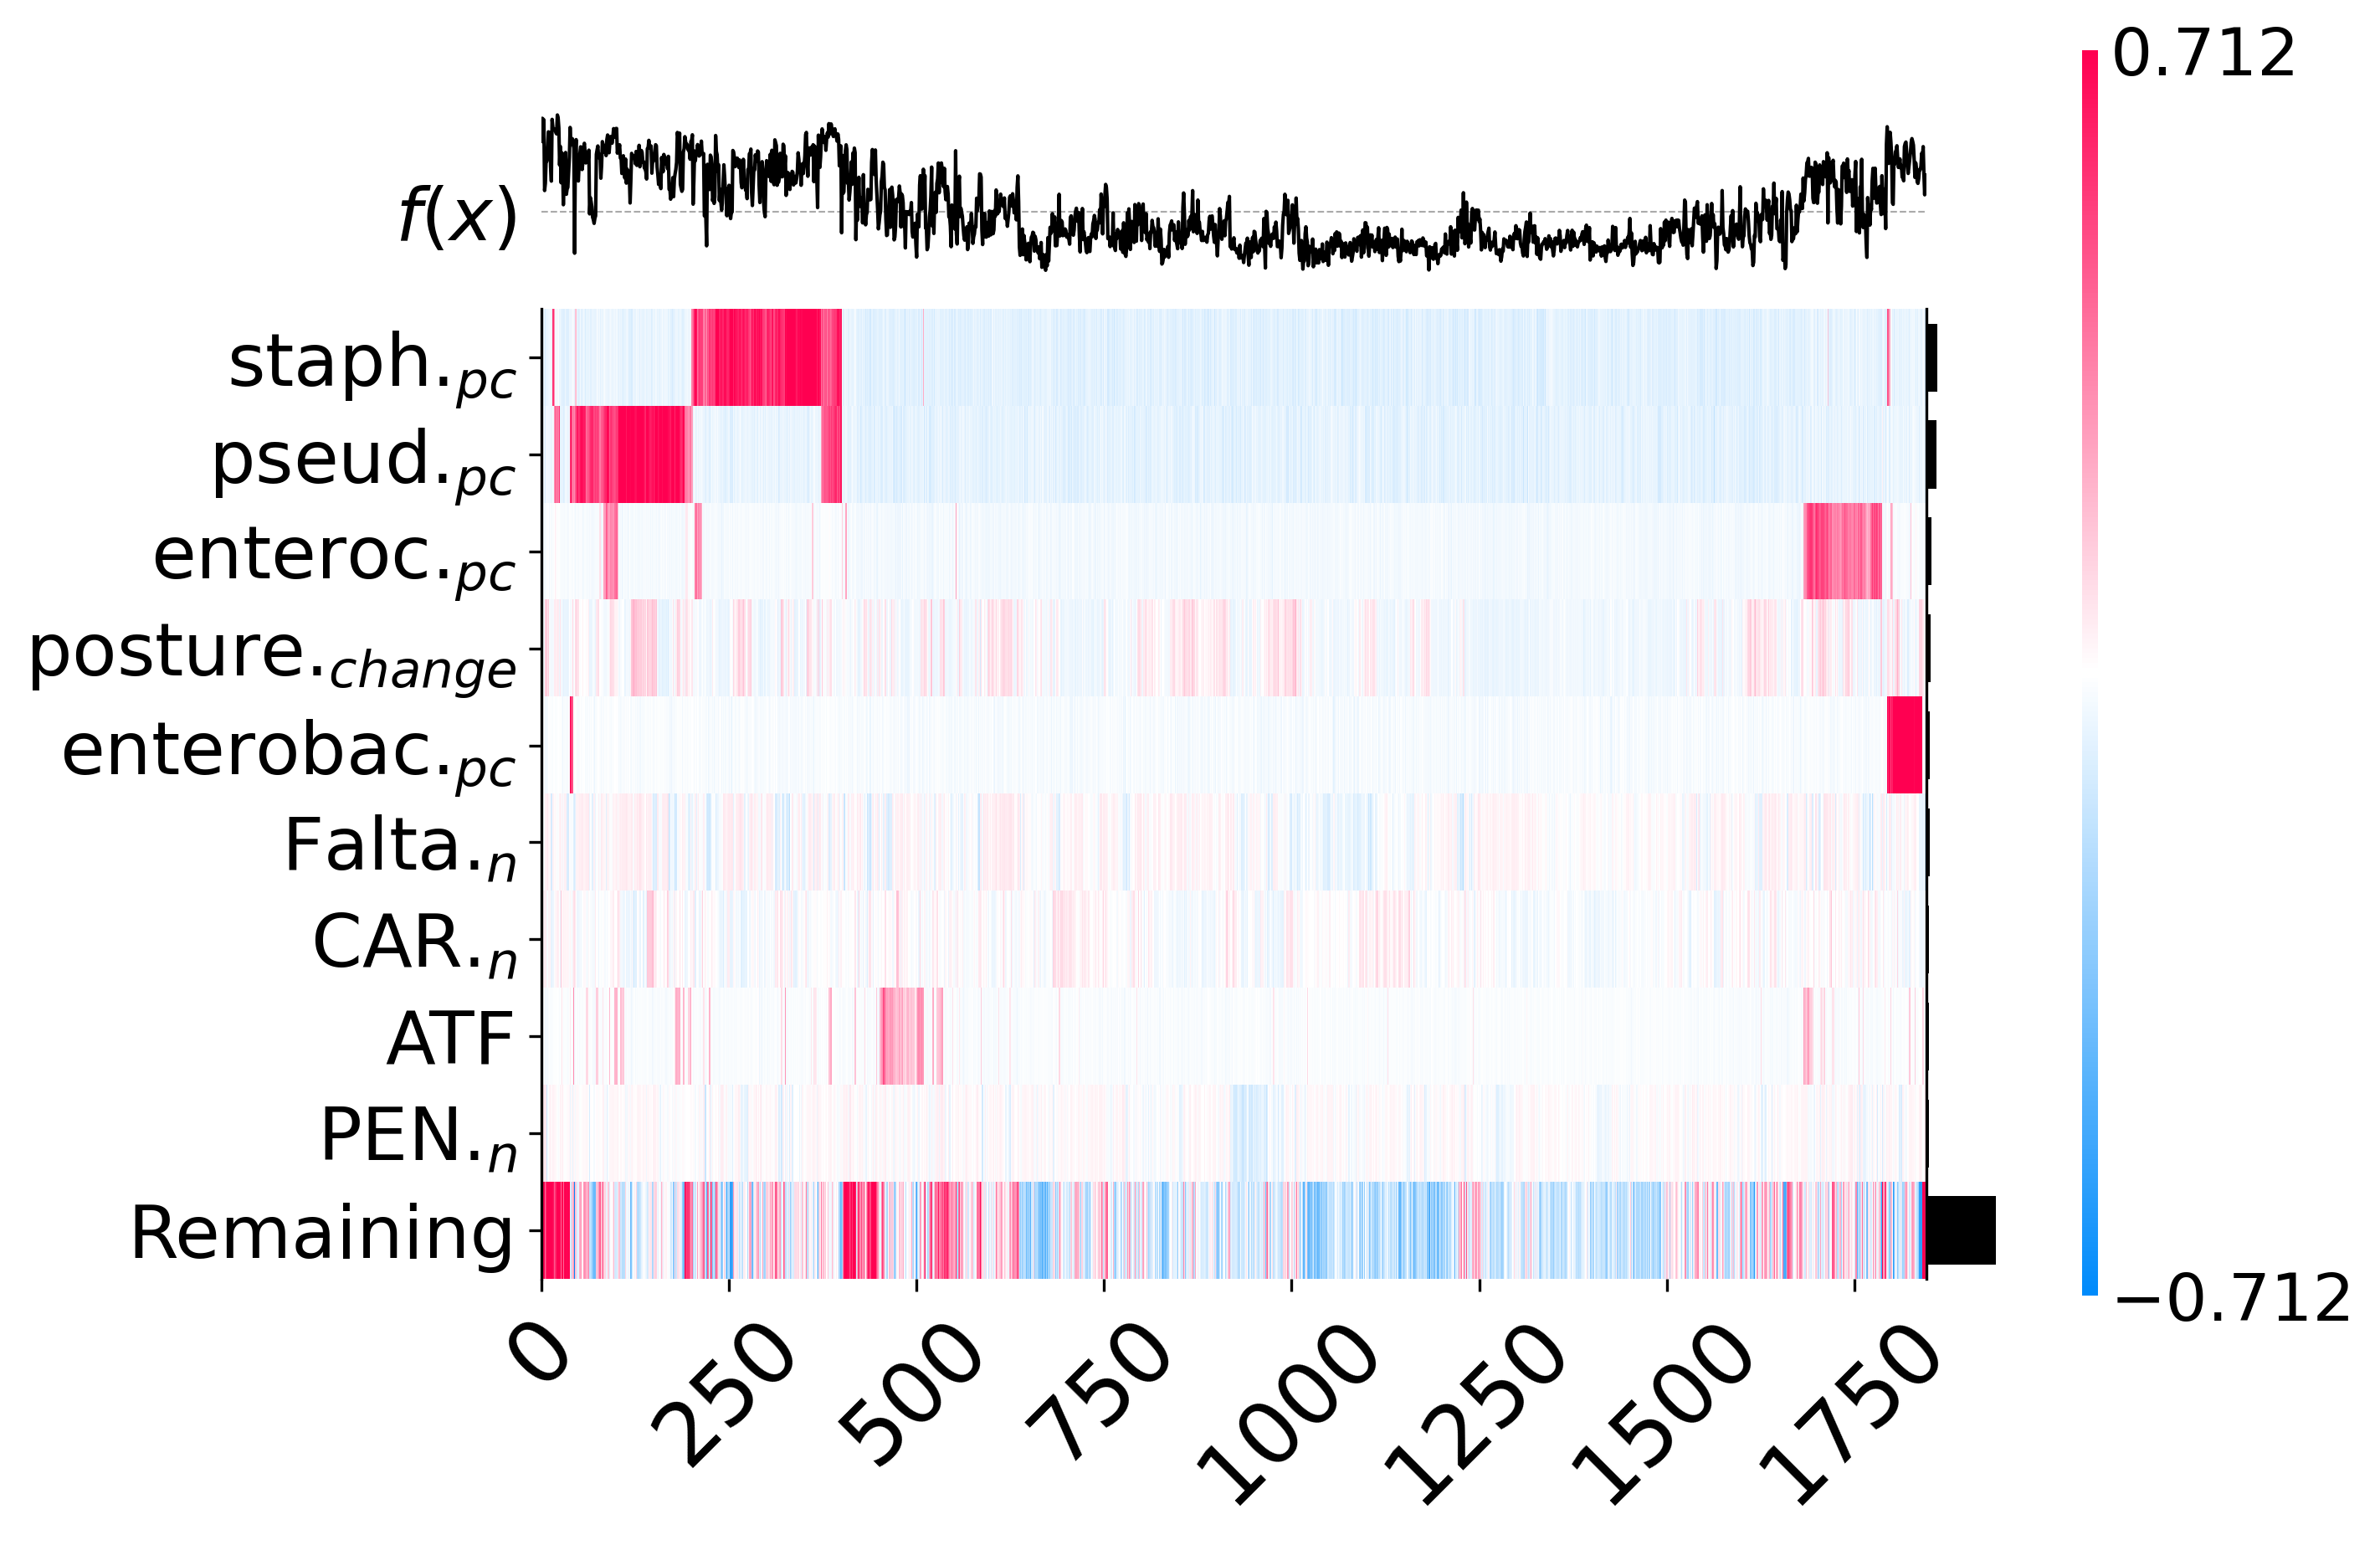 0.712
f(x)
staph.pc
pseud.pc
enteroc.pc
posture.change
enterobac.pc
Falta.n
CAR.n
ATF
PEN.n
Remaining
−0.712
0 250 500 750 1000 1250 1500 1750